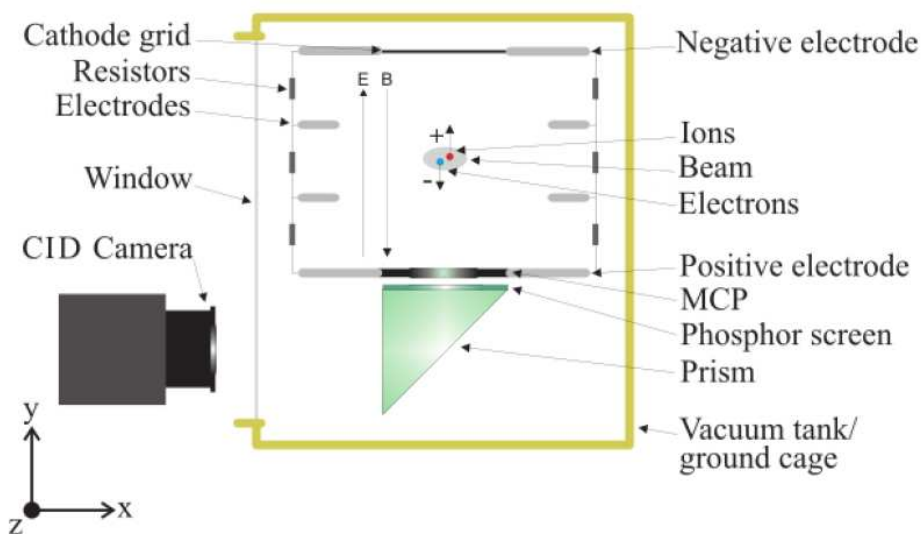 Cathode grid
Resistors
Electrodes
Window
CID Camera
E B
+
-
Negative electrode
Ions
Beam
Electrons
Positive electrode
MCP
Phosphor screen
Prism
Vacuum tank/
ground cage
y
z
x